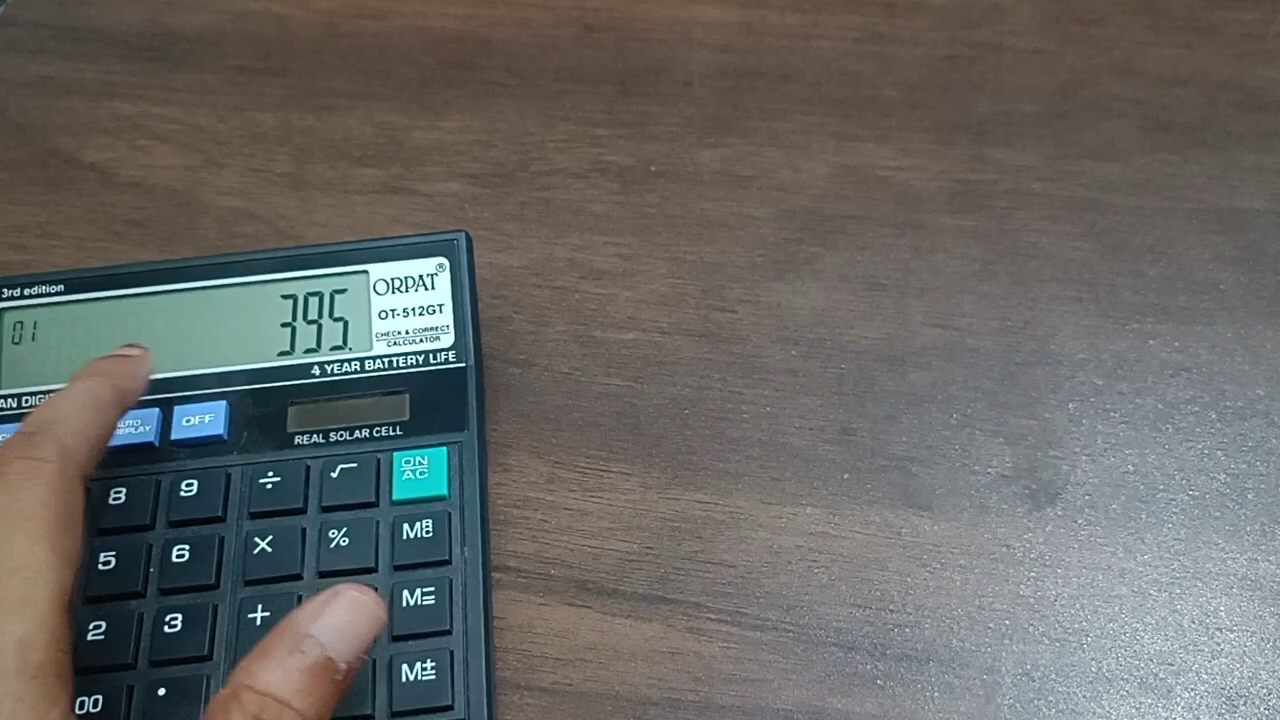 3rd edition
ORPAT®
OT-512GT
CHECK & CORRECT
CALCULATOR
01
395.
4 YEAR BATTERY LIFE
REPLAY
OFF
REAL SOLAR CELL
ON
AC
8 9 ÷ √
5 6 × %
2 3 + M=
M±
00 .